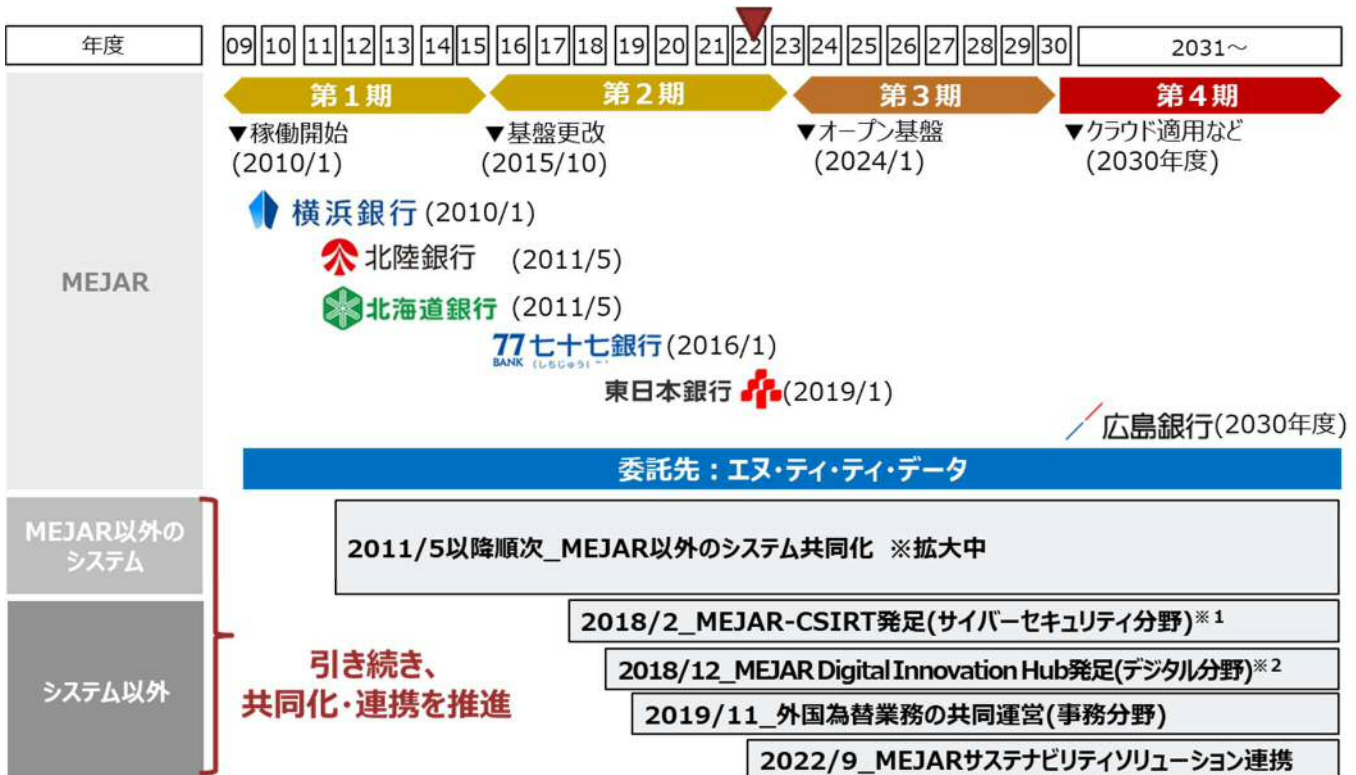 年度
09 10 11 12 13 14 15 16 17 18 19 20 21 22 23 24 25 26 27 28 29 30 2031～
MEJAR
第1期 第2期 第3期 第4期
▼稼働開始 ▼基盤更改 ▼オープン基盤 ▼クラウド適用など
(2010/1) (2015/10) (2024/1) (2030年度)
横浜銀行 (2010/1)
北陸銀行 (2011/5)
北海道銀行 (2011/5)
77 BANK 七十七銀行 (2016/1)
東日本銀行 (2019/1)
広島銀行(2030年度)
委託先：エヌ・ティ・ティ・データ
MEJAR以外の
システム
2011/5以降順次_MEJAR以外のシステム共同化 ※拡大中
システム以外
引き続き、
共同化・連携を推進
2018/2_MEJAR-CSIRT発足(サイバーセキュリティ分野)※1
2018/12_MEJAR Digital Innovation Hub発足(デジタル分野)※2
2019/11_外国為替業務の共同運営(事務分野)
2022/9_MEJARサステナビリティソリューション連携